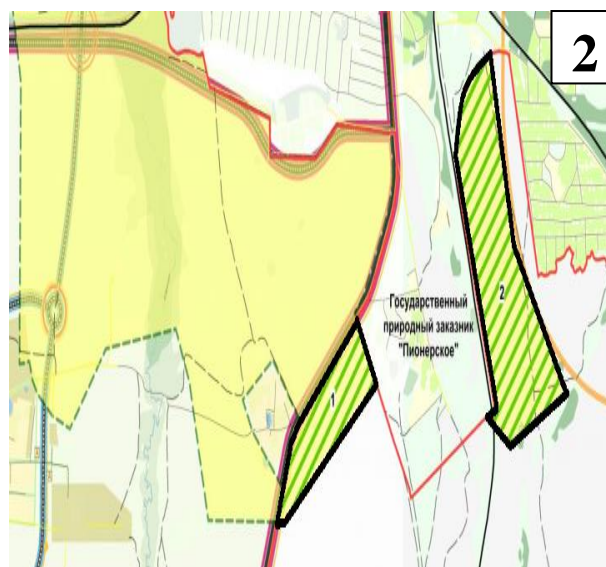 2
Государственный
природный заказник
"Пионерское"
2
1